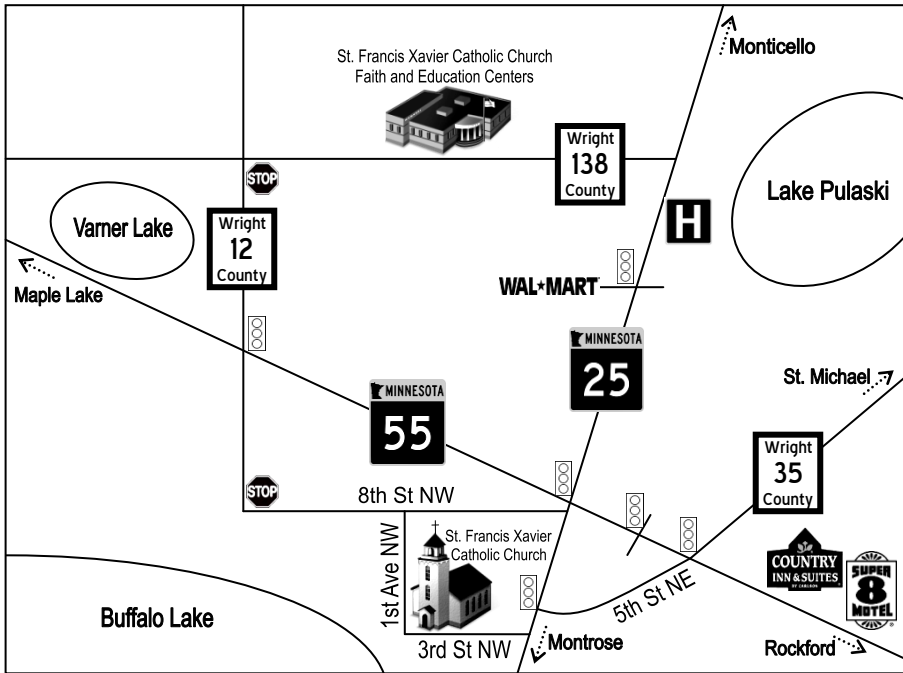 Monticello
St. Francis Xavier Catholic Church
Faith and Education Centers
Wright
138
County
STOP
Lake Pulaski
H
Varner Lake
Wright
12
County
WAL★MART
Maple Lake
MINNESOTA
25
St. Michael
MINNESOTA
55
Wright
35
County
STOP
8th St NW
1st Ave NW
St. Francis Xavier
Catholic Church
COUNTRY
INN & SUITES
BY CARLSON
SUPER
8
MOTEL
®
5th St NE
Buffalo Lake
3rd St NW
Montrose
Rockford